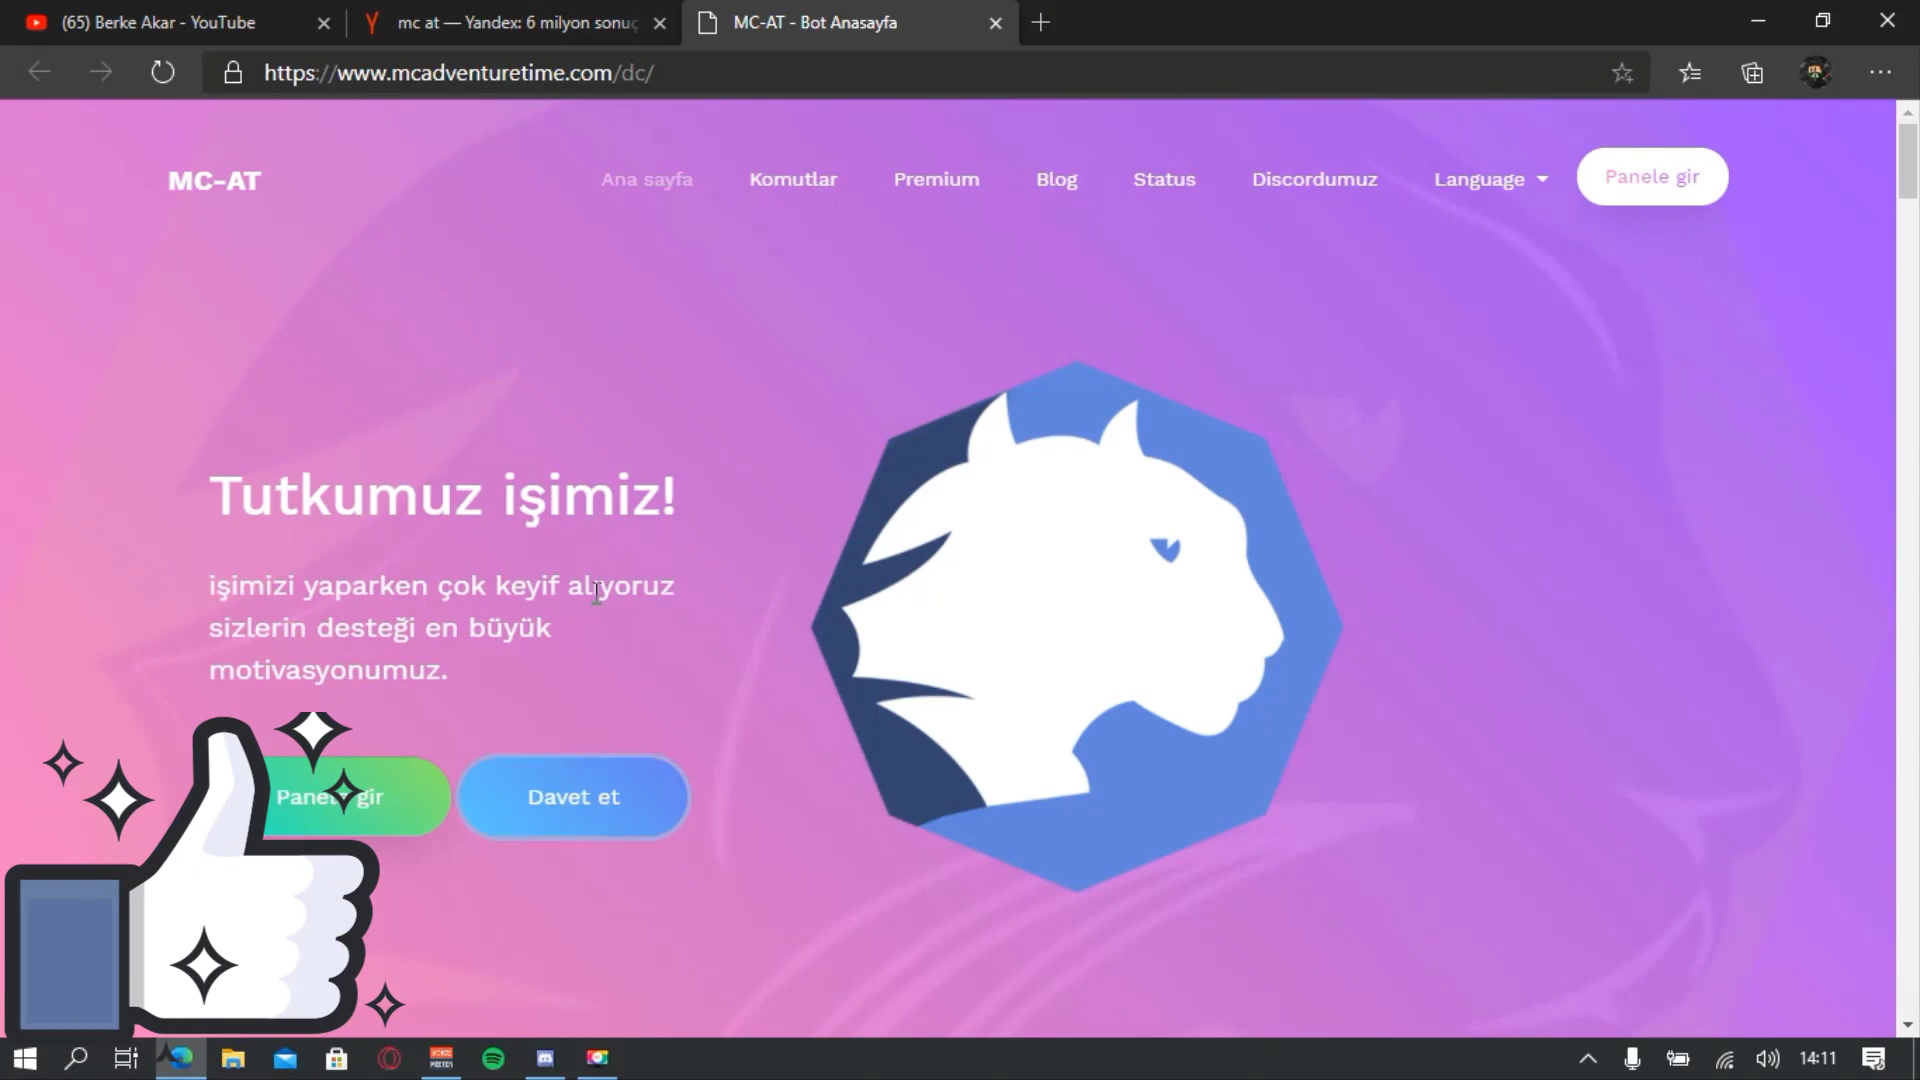 (65) Berke Akar - YouTube
mc at — Yandex: 6 milyon sonuç
MC-AT - Bot Anasayfa
https://www.mcadventuretime.com/dc/
MC-AT
Ana sayfa
Komutlar
Premium
Blog
Status
Discordumuz
Language
Panele gir
Tutkumuz işimiz!
işimizi yaparken çok keyif alıyoruz
sizlerin desteği en büyük
motivasyonumuz.
Panele gir
Davet et
VOICE
MEETER
14:11